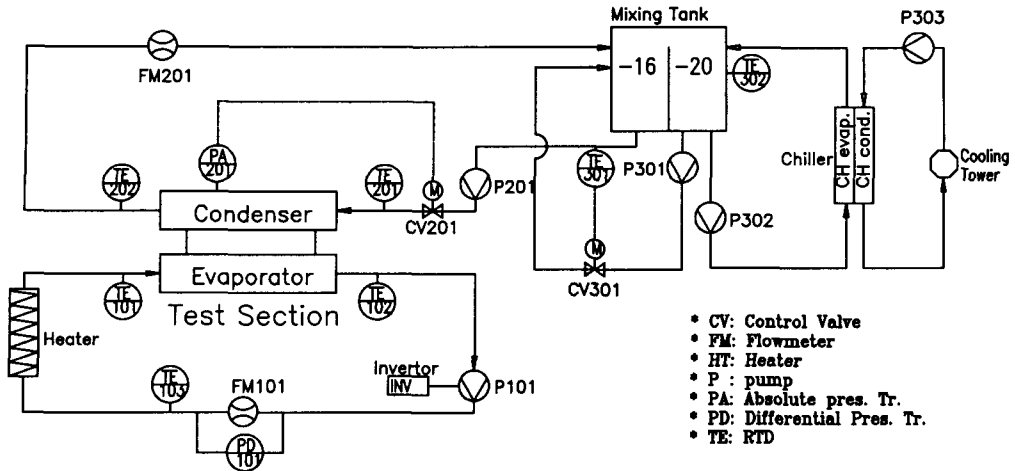 Mixing Tank
P303
FM201
-16
-20
TE
302
PA
201
TE
301
P301
CH evap.
CH cond.
Chiller
Cooling
Tower
TE
202
TE
201
M
P201
P302
Condenser
CV201
M
Evaporator
CV301
TE
101
TE
102
Test Section
Heater
Invertor
INV
P101
TE
103
FM101
PD
101
* CV: Control Valve
* FM: Flowmeter
* HT: Heater
* P : pump
* PA: Absolute pres. Tr.
* PD: Differential Pres. Tr.
* TE: RTD